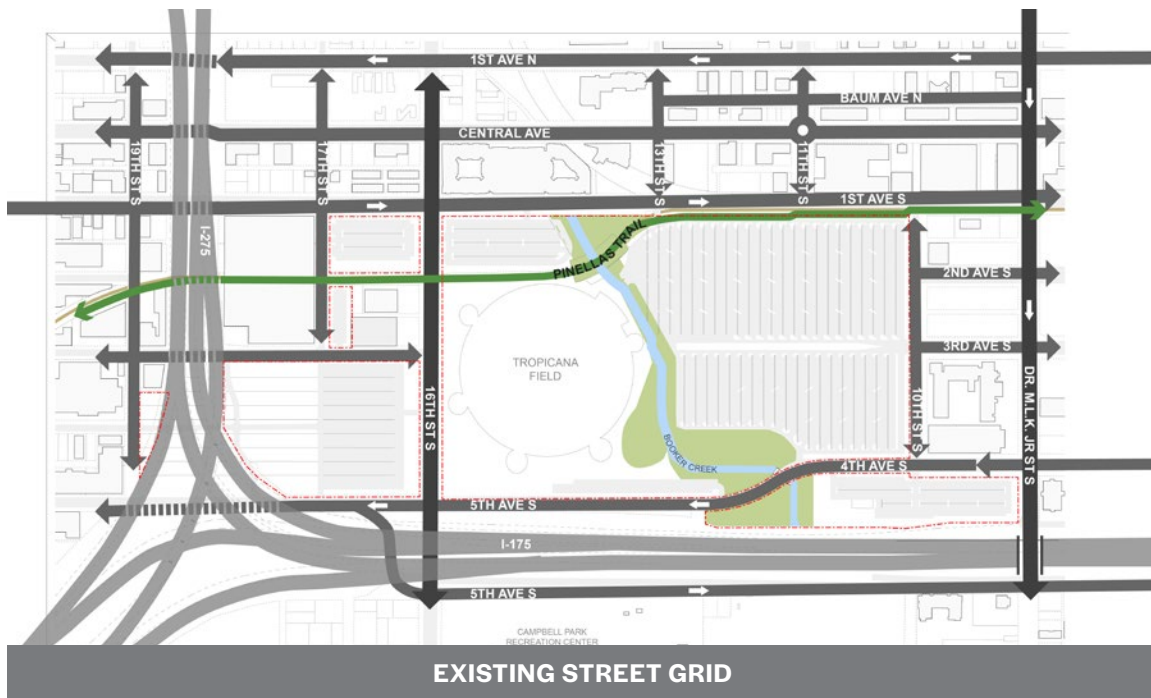 1ST AVE N
BAUM AVE N
CENTRAL AVE
19TH ST S
17TH ST S
13TH ST S
11TH ST S
1ST AVE S
I-275
PINELLAS TRAIL
2ND AVE S
TROPICANA
FIELD
3RD AVE S
16TH ST S
10TH ST S
DR. M.L.K. JR ST S
BOOKER CREEK
4TH AVE S
5TH AVE S
I-175
5TH AVE S
CAMPBELL PARK
RECREATION CENTER
EXISTING STREET GRID